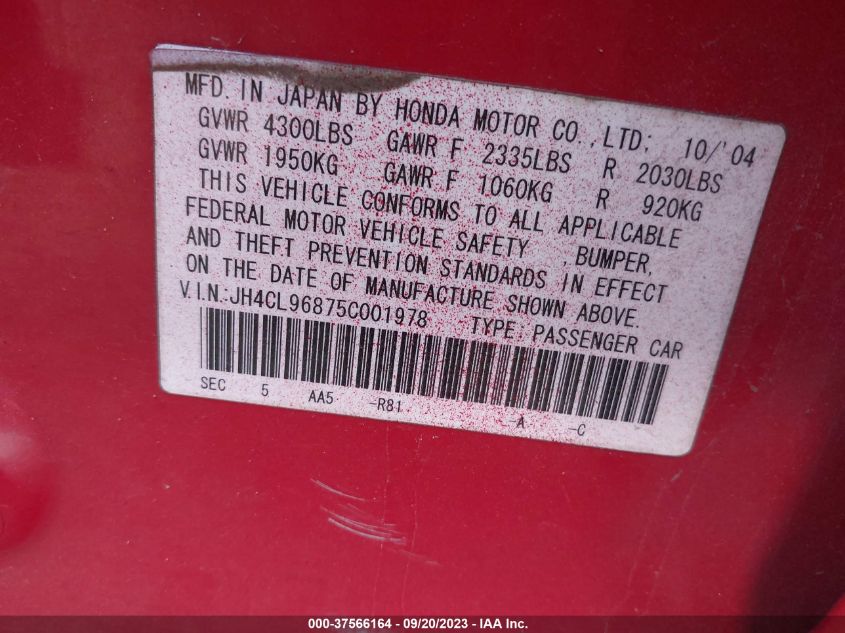 MFD. IN JAPAN BY HONDA MOTOR CO.,LTD; 10/'04
GVWR 4300LBS GAWR F 2335LBS R 2030LBS
GVWR 1950KG GAWR F 1060KG R 920KG
THIS VEHICLE CONFORMS TO ALL APPLICABLE
FEDERAL MOTOR VEHICLE SAFETY , BUMPER,
AND THEFT PREVENTION STANDARDS IN EFFECT
ON THE DATE OF MANUFACTURE SHOWN ABOVE.
V.I.N.:JH4CL96875C001978 TYPE:PASSENGER CAR
SEC 5 AA5 -R81 -A -C
000-37566164 - 09/20/2023 - IAA Inc.